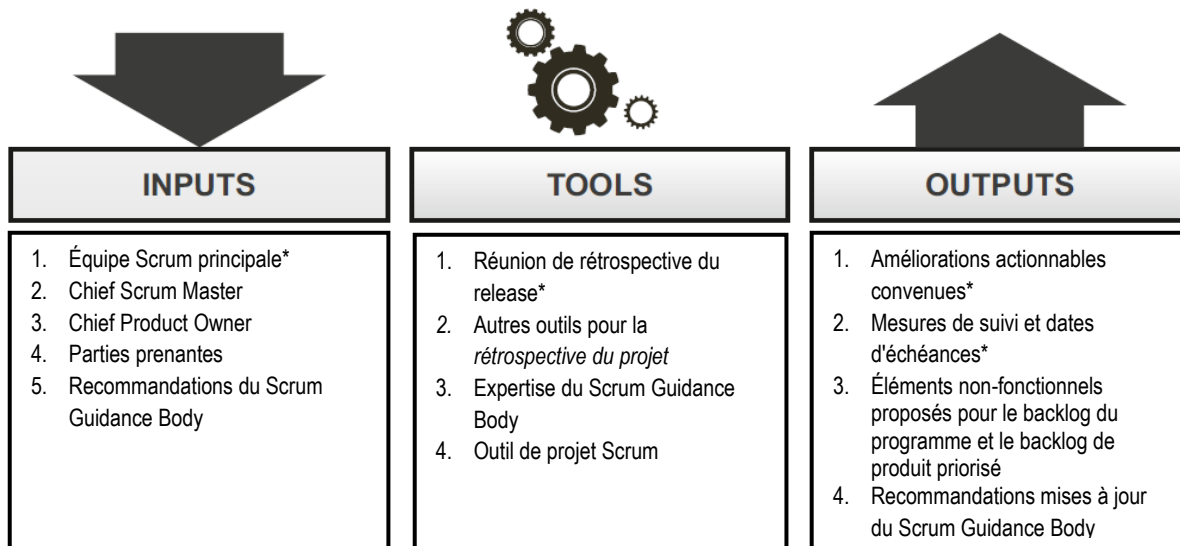 INPUTS
1. Équipe Scrum principale*
2. Chief Scrum Master
3. Chief Product Owner
4. Parties prenantes
5. Recommandations du Scrum
Guidance Body
TOOLS
1. Réunion de rétrospective du
release*
2. Autres outils pour la
rétrospective du projet
3. Expertise du Scrum Guidance
Body
4. Outil de projet Scrum
OUTPUTS
1. Améliorations actionnables
convenues*
2. Mesures de suivi et dates
d'échéances*
3. Éléments non-fonctionnels
proposés pour le backlog du
programme et le backlog de
produit priorisé
4. Recommandations mises à jour
du Scrum Guidance Body